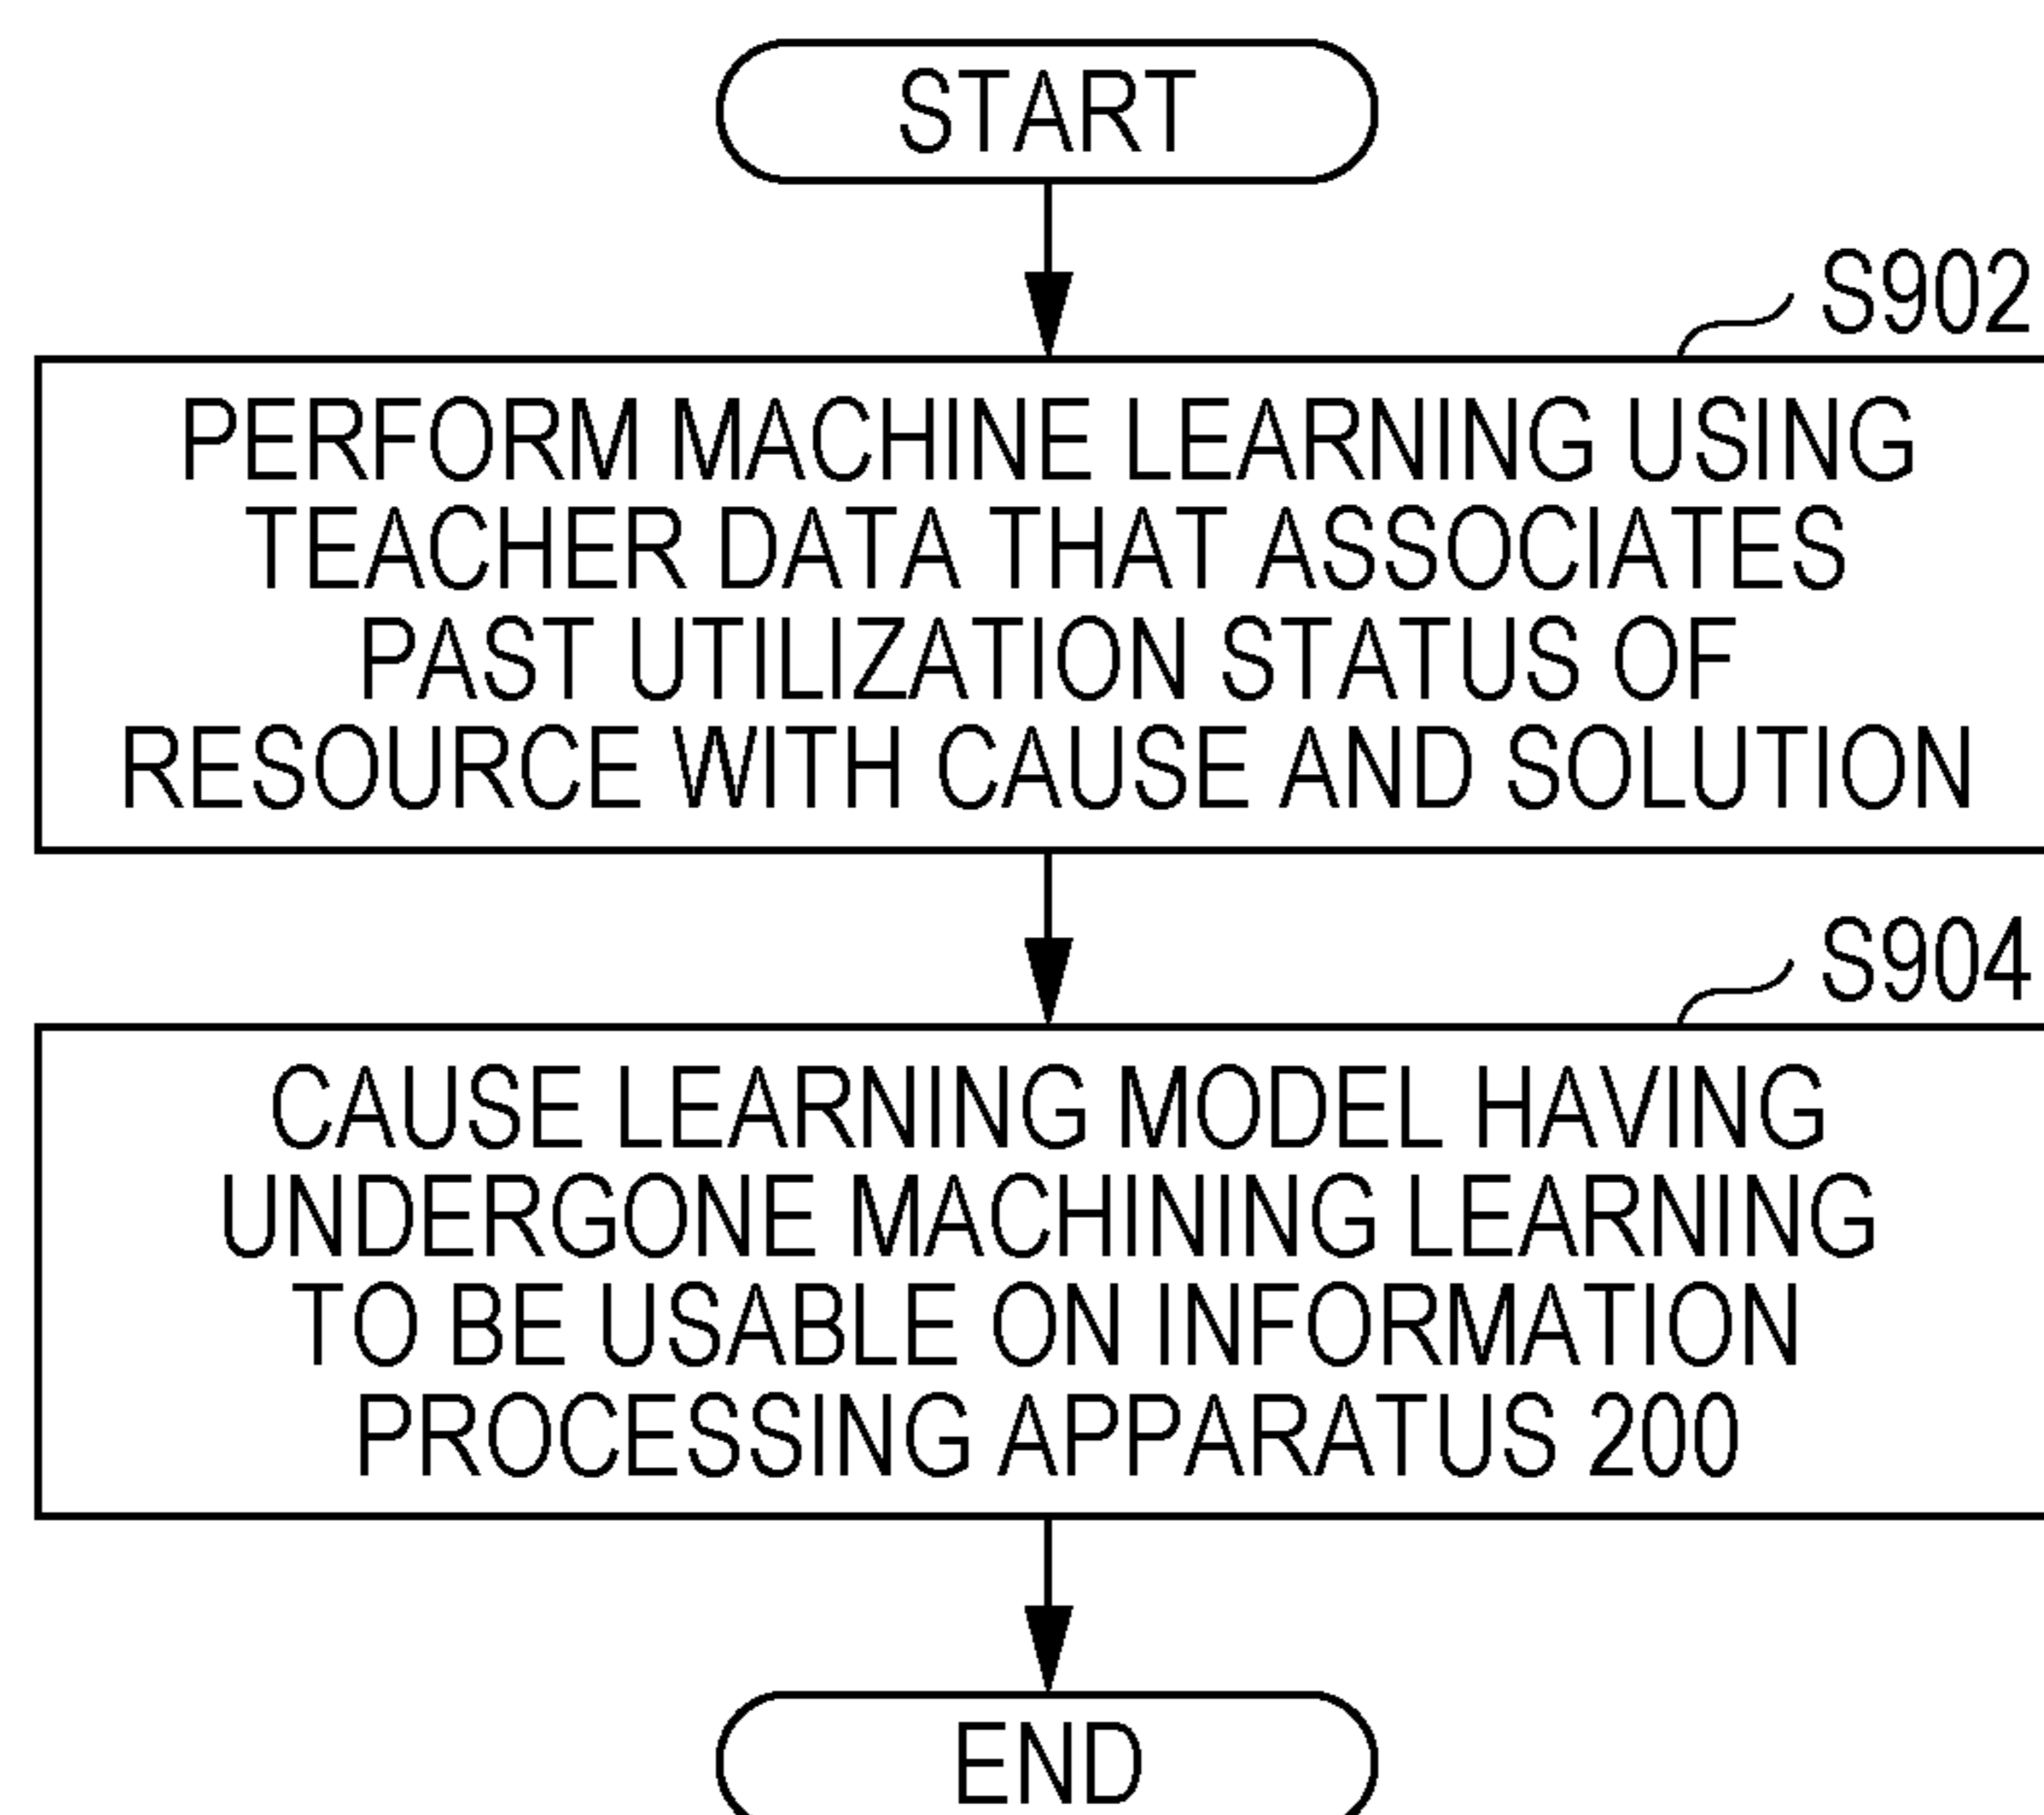 START
S902
PERFORM MACHINE LEARNING USING
TEACHER DATA THAT ASSOCIATES
PAST UTILIZATION STATUS OF
RESOURCE WITH CAUSE AND SOLUTION
S904
CAUSE LEARNING MODEL HAVING
UNDERGONE MACHINING LEARNING
TO BE USABLE ON INFORMATION
PROCESSING APPARATUS 200
END